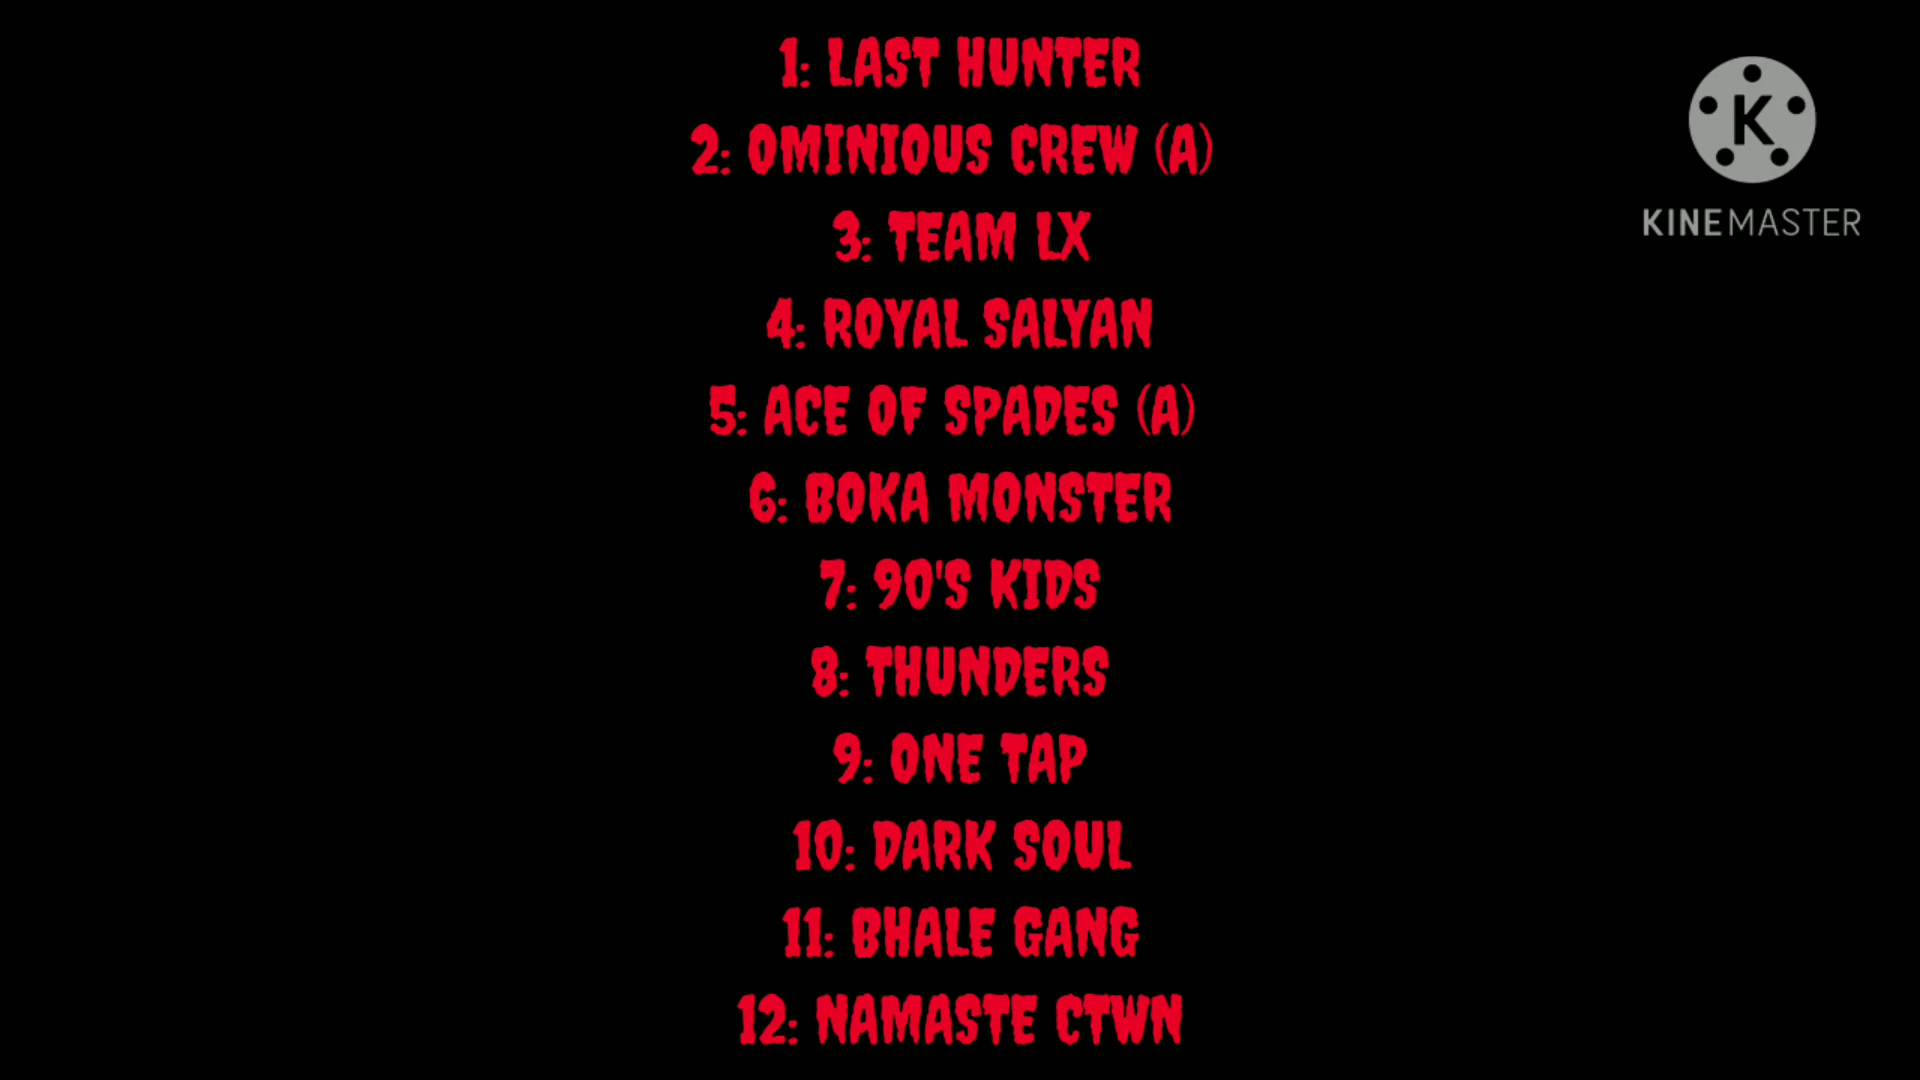 1: LAST HUNTER
2: OMINIOUS CREW (A)
3: TEAM LX
4: ROYAL SALYAN
5: ACE OF SPADES (A)
6: BOKA MONSTER
7: 90'S KIDS
8: THUNDERS
9: ONE TAP
10: DARK SOUL
11: BHALE GANG
12: NAMASTE CTWN
K
KINEMASTER